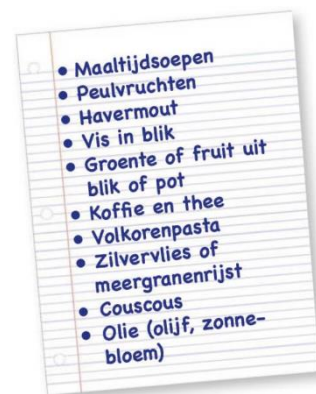 • Maaltijdsoepen
• Peulvruchten
• Havermout
• Vis in blik
• Groente of fruit uit
blik of pot
• Koffie en thee
• Volkorenpasta
• Zilvervlies of
meergranenrijst
• Couscous
• Olie (olijf, zonne-
bloem)